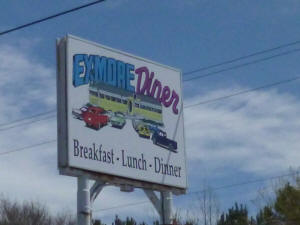 EXMORE Diner
Breakfast - Lunch - Dinner